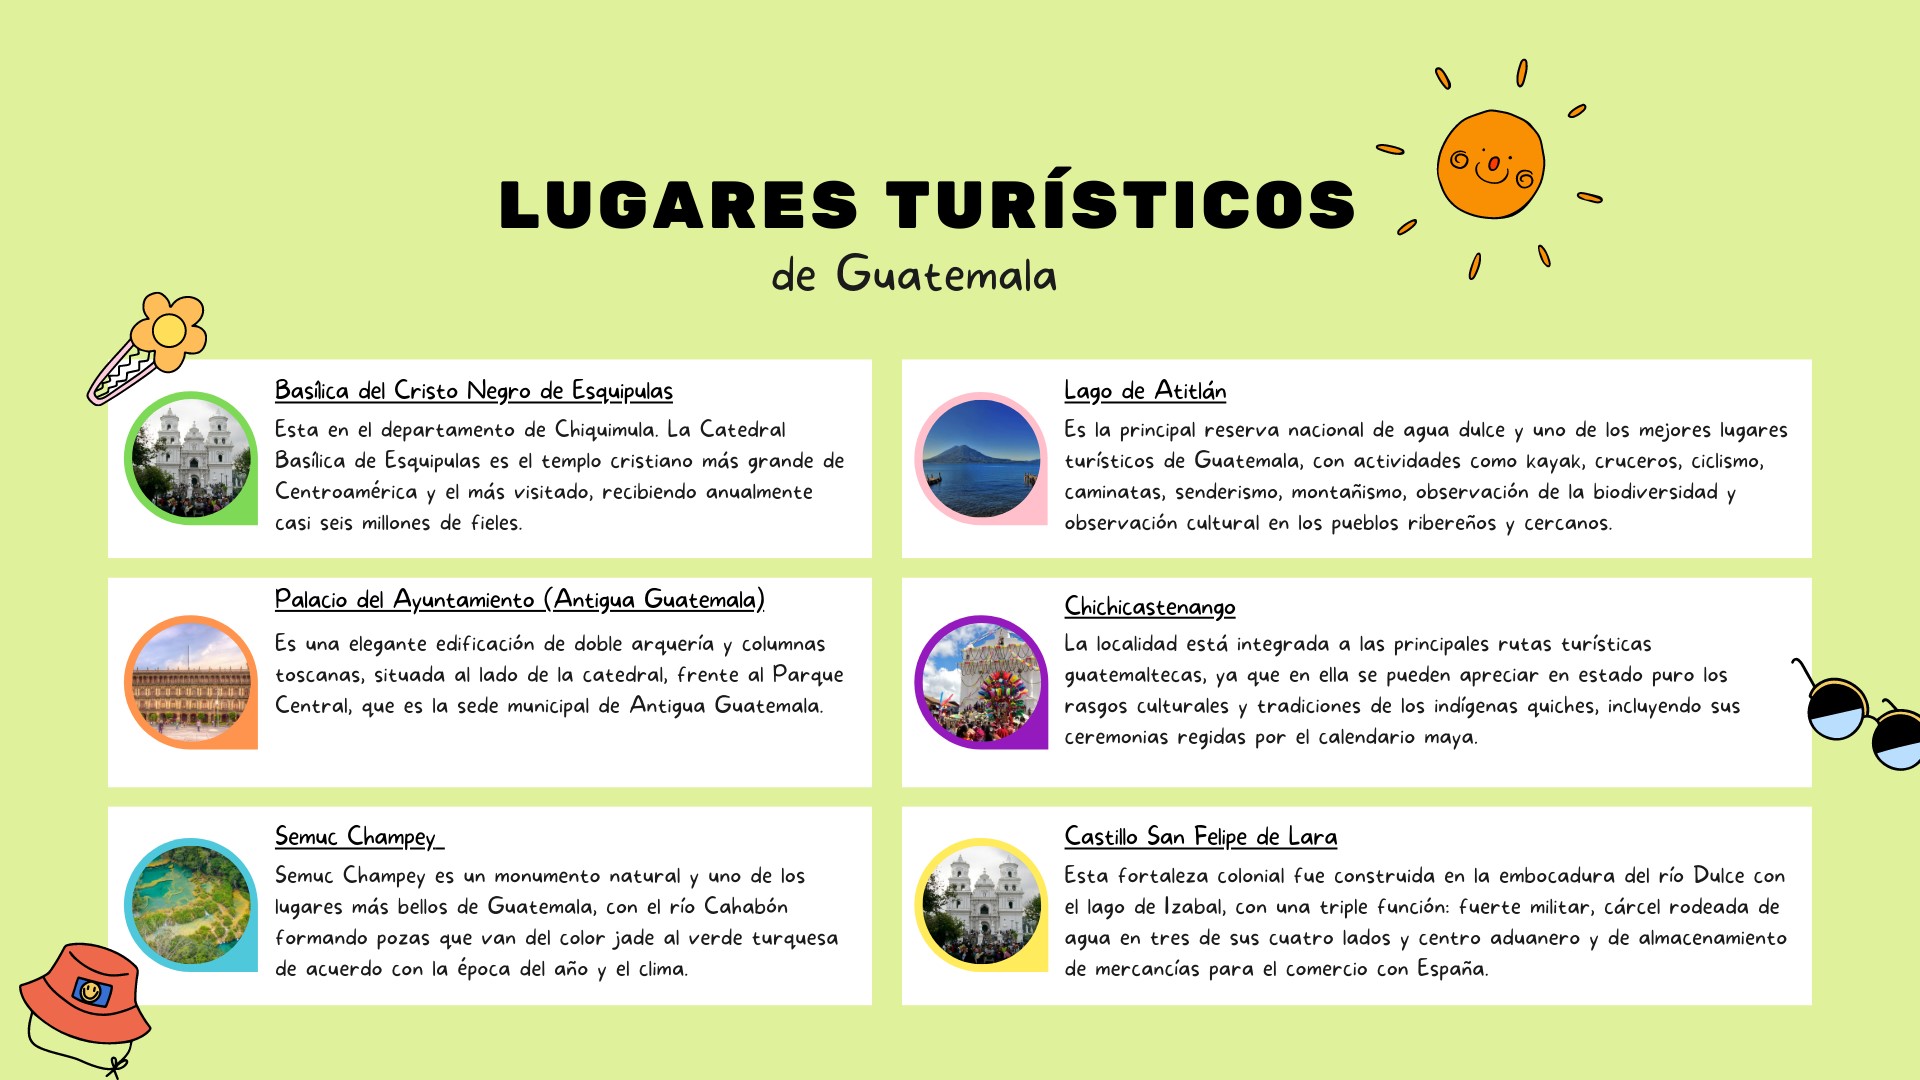 LUGARES TURÍSTICOS
de Guatemala
Basílica del Cristo Negro de Esquipulas
Esta en el departamento de Chiquimula. La Catedral
Basílica de Esquipulas es el templo cristiano más grande de
Centroamérica y el más visitado, recibiendo anualmente
casi seis millones de fieles.
Lago de Atitlán
Es la principal reserva nacional de agua dulce y uno de los mejores lugares
turísticos de Guatemala, con actividades como kayak, cruceros, ciclismo,
caminatas, senderismo, montañismo, observación de la biodiversidad y
observación cultural en los pueblos ribereños y cercanos.
Palacio del Ayuntamiento (Antigua Guatemala)
Es una elegante edificación de doble arquería y columnas
toscanas, situada al lado de la catedral, frente al Parque
Central, que es la sede municipal de Antigua Guatemala.
Chichicastenango
La localidad está integrada a las principales rutas turísticas
guatemaltecas, ya que en ella se pueden apreciar en estado puro los
rasgos culturales y tradiciones de los indígenas quiches, incluyendo sus
ceremonias regidas por el calendario maya.
Semuc Champey
Semuc Champey es un monumento natural y uno de los
lugares más bellos de Guatemala, con el río Cahabón
formando pozas que van del color jade al verde turquesa
de acuerdo con la época del año y el clima.
Castillo San Felipe de Lara
Esta fortaleza colonial fue construida en la embocadura del río Dulce con
el lago de Izabal, con una triple función: fuerte militar, cárcel rodeada de
agua en tres de sus cuatro lados y centro aduanero y de almacenamiento
de mercancías para el comercio con España.